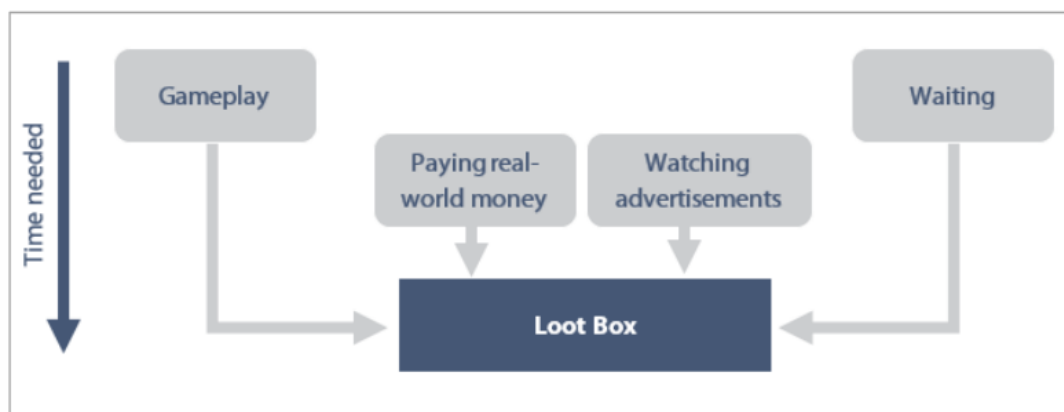 Time needed
Gameplay
Waiting
Paying real-
world money
Watching
advertisements
Loot Box